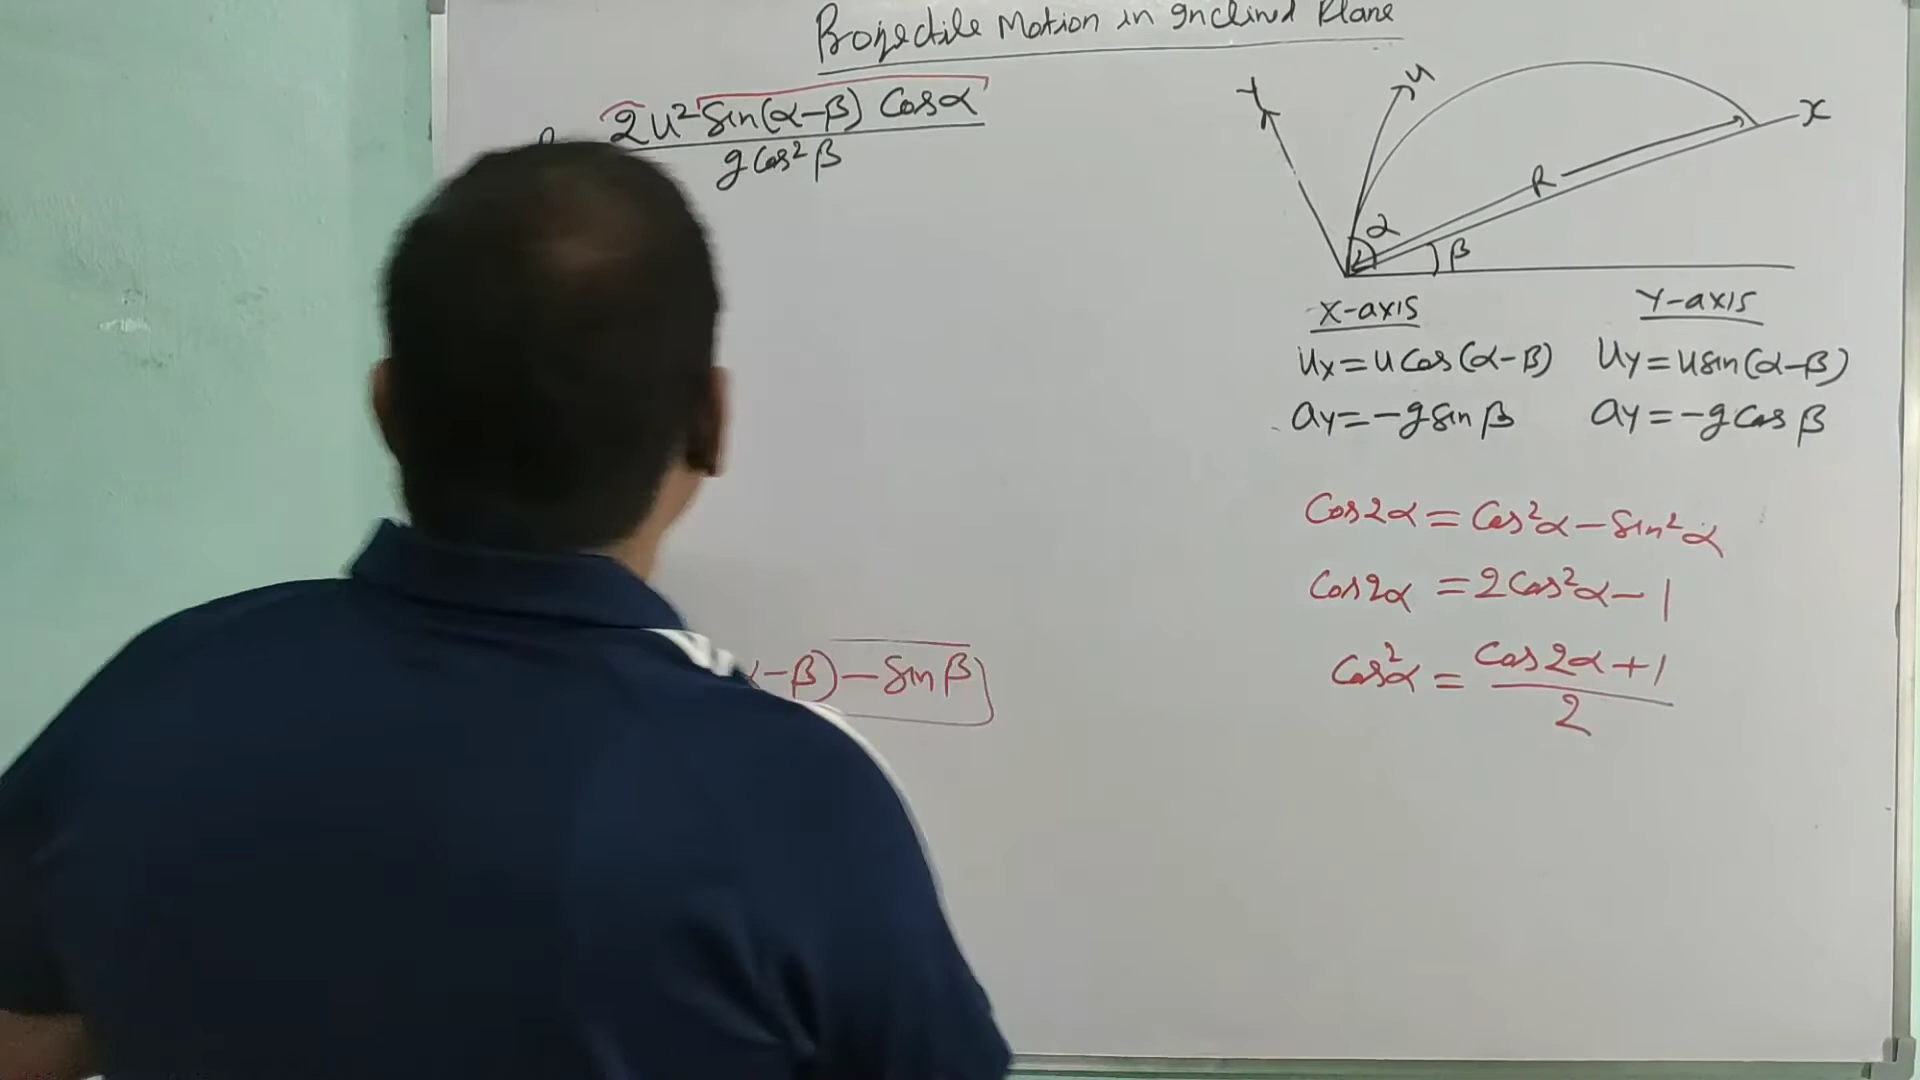 Projectile Motion in Inclined Plane
2u² Sin(α-β) Cosα
g Cos² β
α-β) - Sin β]
Y
u
x
R
α
β
X-axis
Y-axis
Ux = u Cos (α-β)
Uy = u sin (α-β)
ay = -g Sin β
ay = -g Cos β
Cos2α = Cos²α - Sin²α
Cos2α = 2Cos²α - 1
Cos²α = Cos2α + 1
2